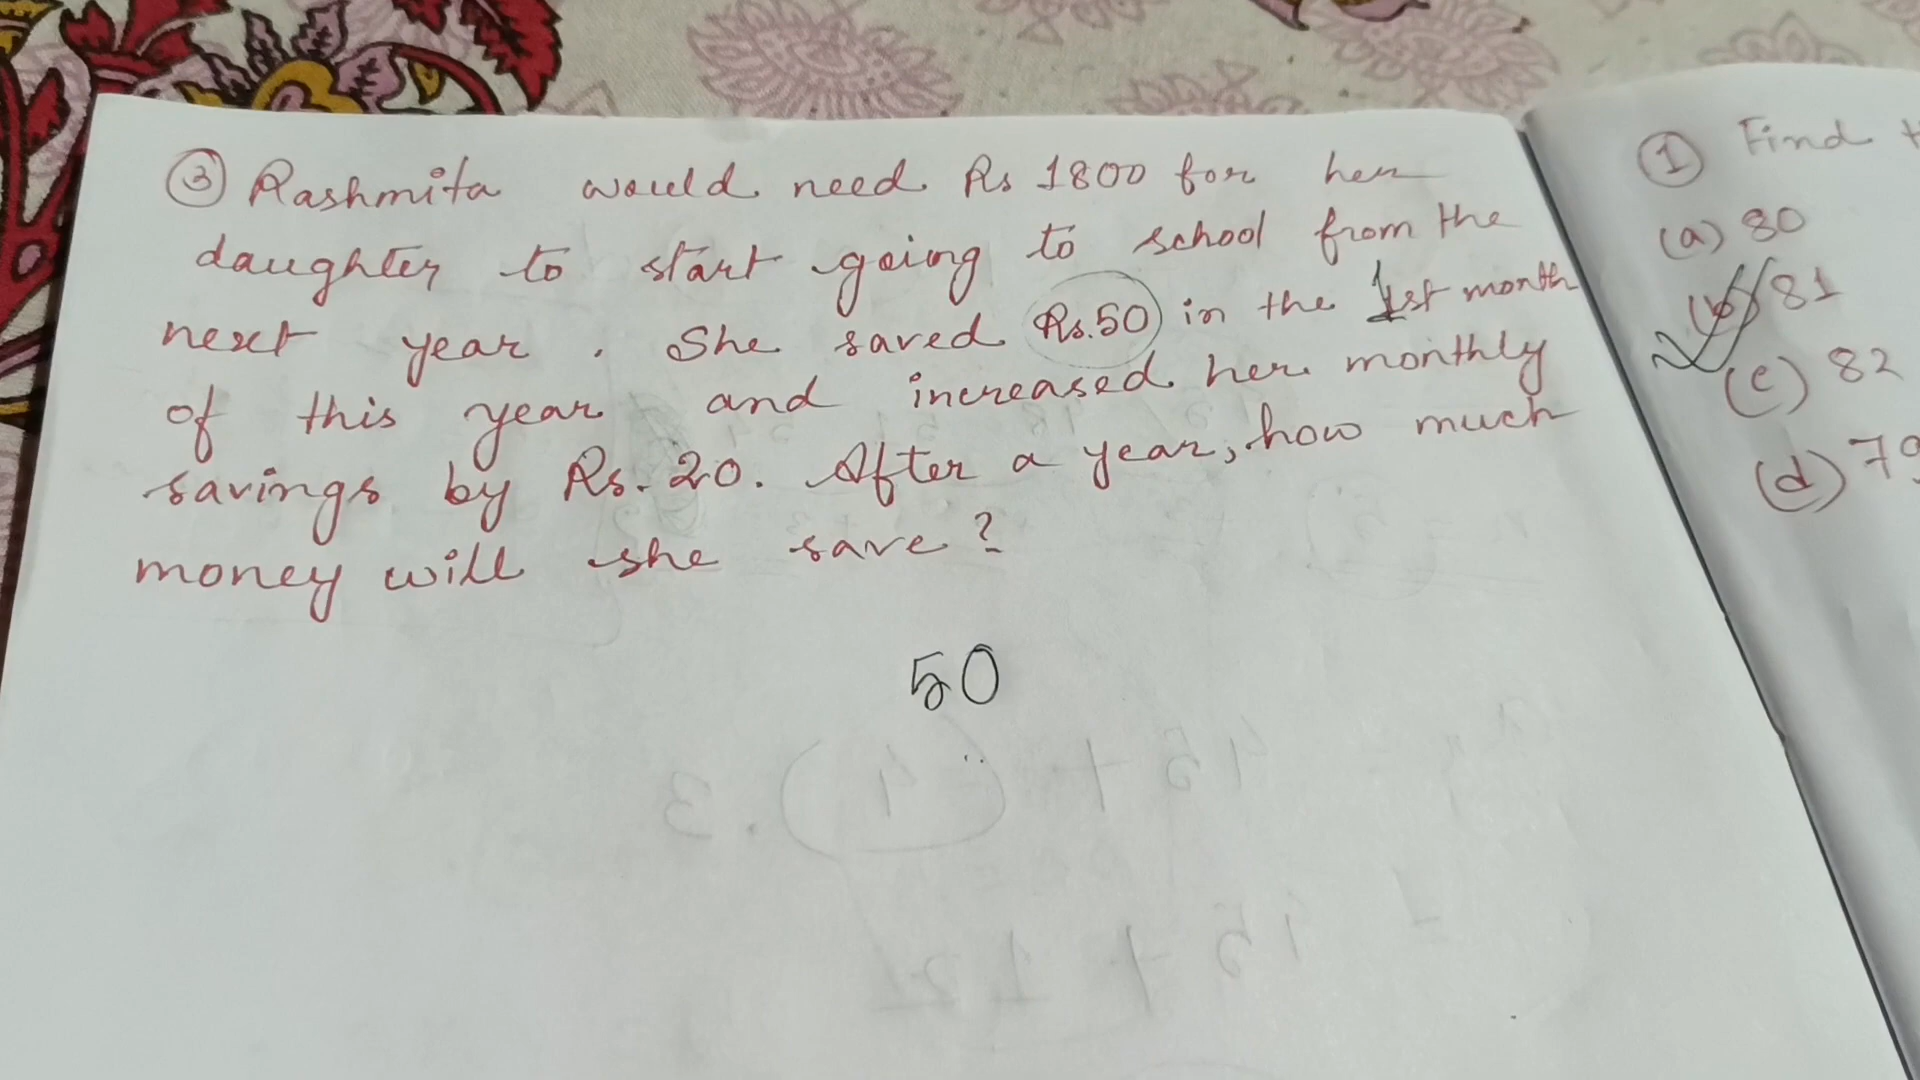 ③ Rashmita would need Rs 1800 for her
daughter to start going to school from the
next year. She saved Rs.50 in the 1st month
of this year and increased her monthly
savings by Rs. 20. After a year, how much
money will she save?
50
① Find
(a) 80
(b) 81
(c) 82
(d) 79